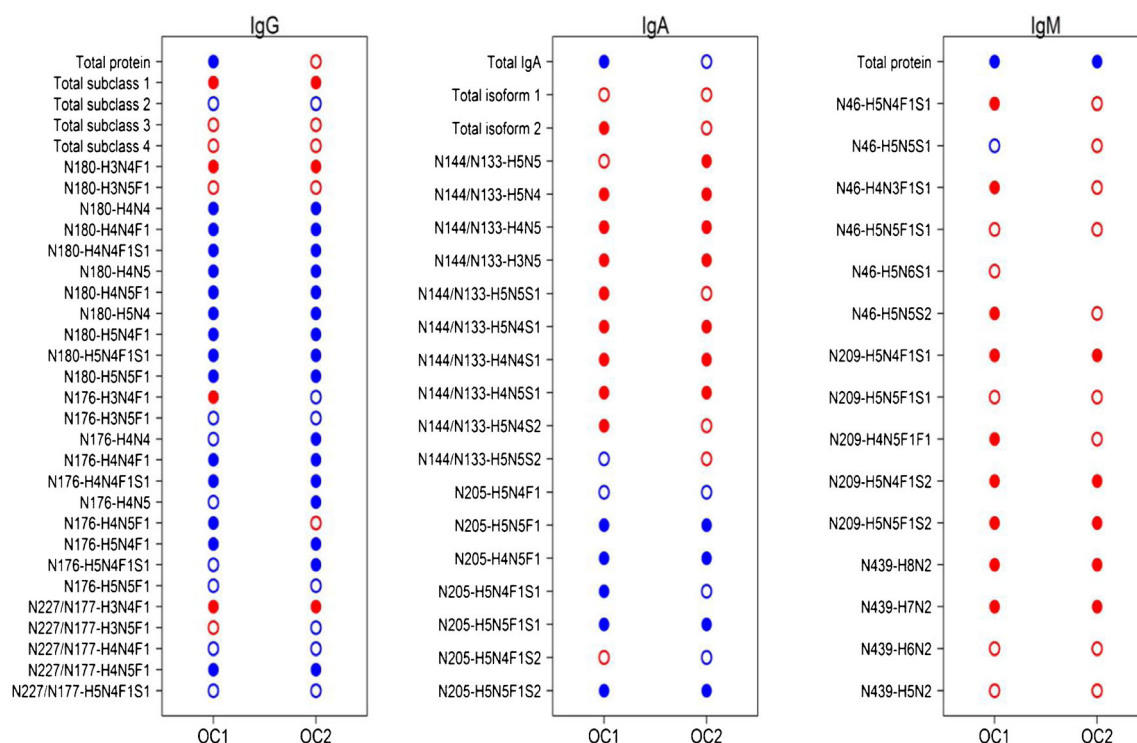 IgG
Total protein
Total subclass 1
Total subclass 2
Total subclass 3
Total subclass 4
N180-H3N4F1
N180-H3N5F1
N180-H4N4
N180-H4N4F1
N180-H4N4F1S1
N180-H4N5
N180-H4N5F1
N180-H5N4
N180-H5N4F1
N180-H5N4F1S1
N180-H5N5F1
N176-H3N4F1
N176-H3N5F1
N176-H4N4
N176-H4N4F1
N176-H4N4F1S1
N176-H4N5
N176-H4N5F1
N176-H5N4F1
N176-H5N4F1S1
N176-H5N5F1
N227/N177-H3N4F1
N227/N177-H3N5F1
N227/N177-H4N4F1
N227/N177-H4N5F1
N227/N177-H5N4F1S1
OC1 OC2
IgA
Total IgA
Total isoform 1
Total isoform 2
N144/N133-H5N5
N144/N133-H5N4
N144/N133-H4N5
N144/N133-H3N5
N144/N133-H5N5S1
N144/N133-H5N4S1
N144/N133-H4N4S1
N144/N133-H4N5S1
N144/N133-H5N4S2
N144/N133-H5N5S2
N205-H5N4F1
N205-H5N5F1
N205-H4N5F1
N205-H5N4F1S1
N205-H5N5F1S1
N205-H5N4F1S2
N205-H5N5F1S2
OC1 OC2
IgM
Total protein
N46-H5N4F1S1
N46-H5N5S1
N46-H4N3F1S1
N46-H5N5F1S1
N46-H5N6S1
N46-H5N5S2
N209-H5N4F1S1
N209-H5N5F1S1
N209-H4N5F1F1
N209-H5N4F1S2
N209-H5N5F1S2
N439-H8N2
N439-H7N2
N439-H6N2
N439-H5N2
OC1 OC2